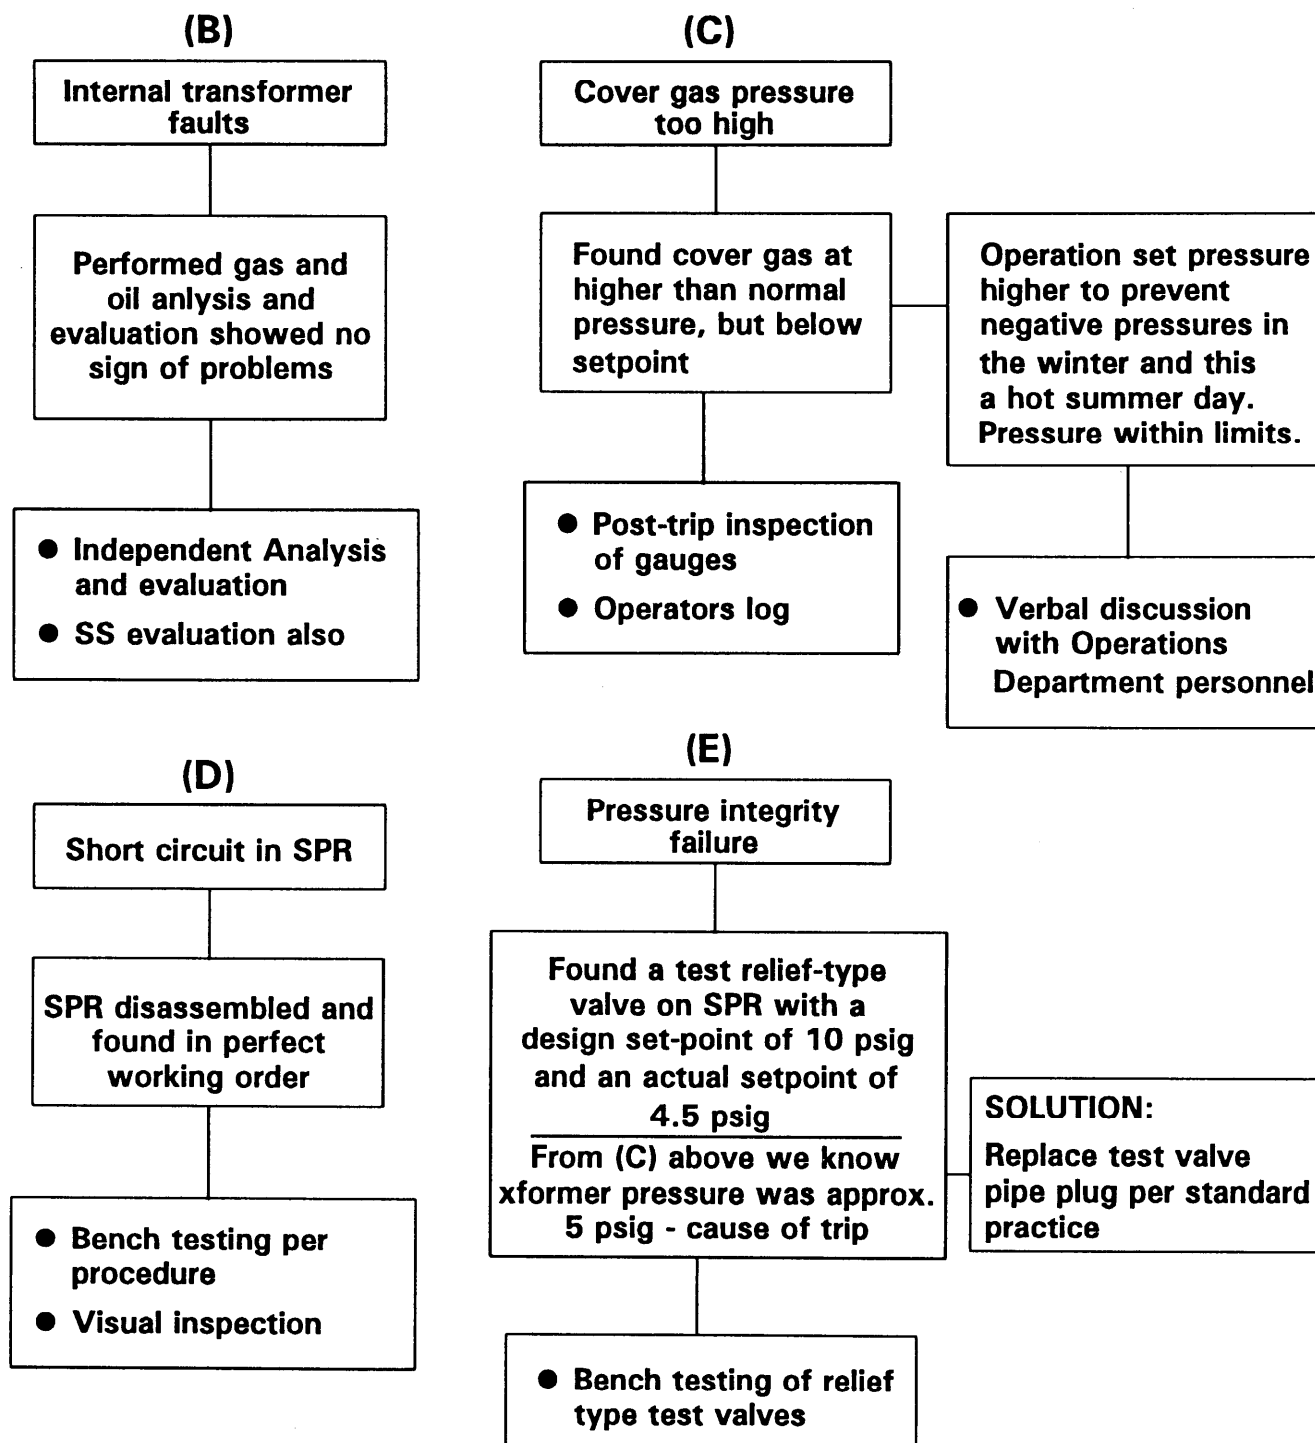 (B)
Internal transformer
faults
Performed gas and
oil anlysis and
evaluation showed no
sign of problems
● Independent Analysis
and evaluation
● SS evaluation also
(C)
Cover gas pressure
too high
Found cover gas at
higher than normal
pressure, but below
setpoint
Operation set pressure
higher to prevent
negative pressures in
the winter and this
a hot summer day.
Pressure within limits.
● Post-trip inspection
of gauges
● Operators log
● Verbal discussion
with Operations
Department personnel
(D)
Short circuit in SPR
SPR disassembled and
found in perfect
working order
● Bench testing per
procedure
● Visual inspection
(E)
Pressure integrity
failure
Found a test relief-type
valve on SPR with a
design set-point of 10 psig
and an actual setpoint of
4.5 psig
From (C) above we know
xformer pressure was approx.
5 psig - cause of trip
SOLUTION:
Replace test valve
pipe plug per standard
practice
● Bench testing of relief
type test valves